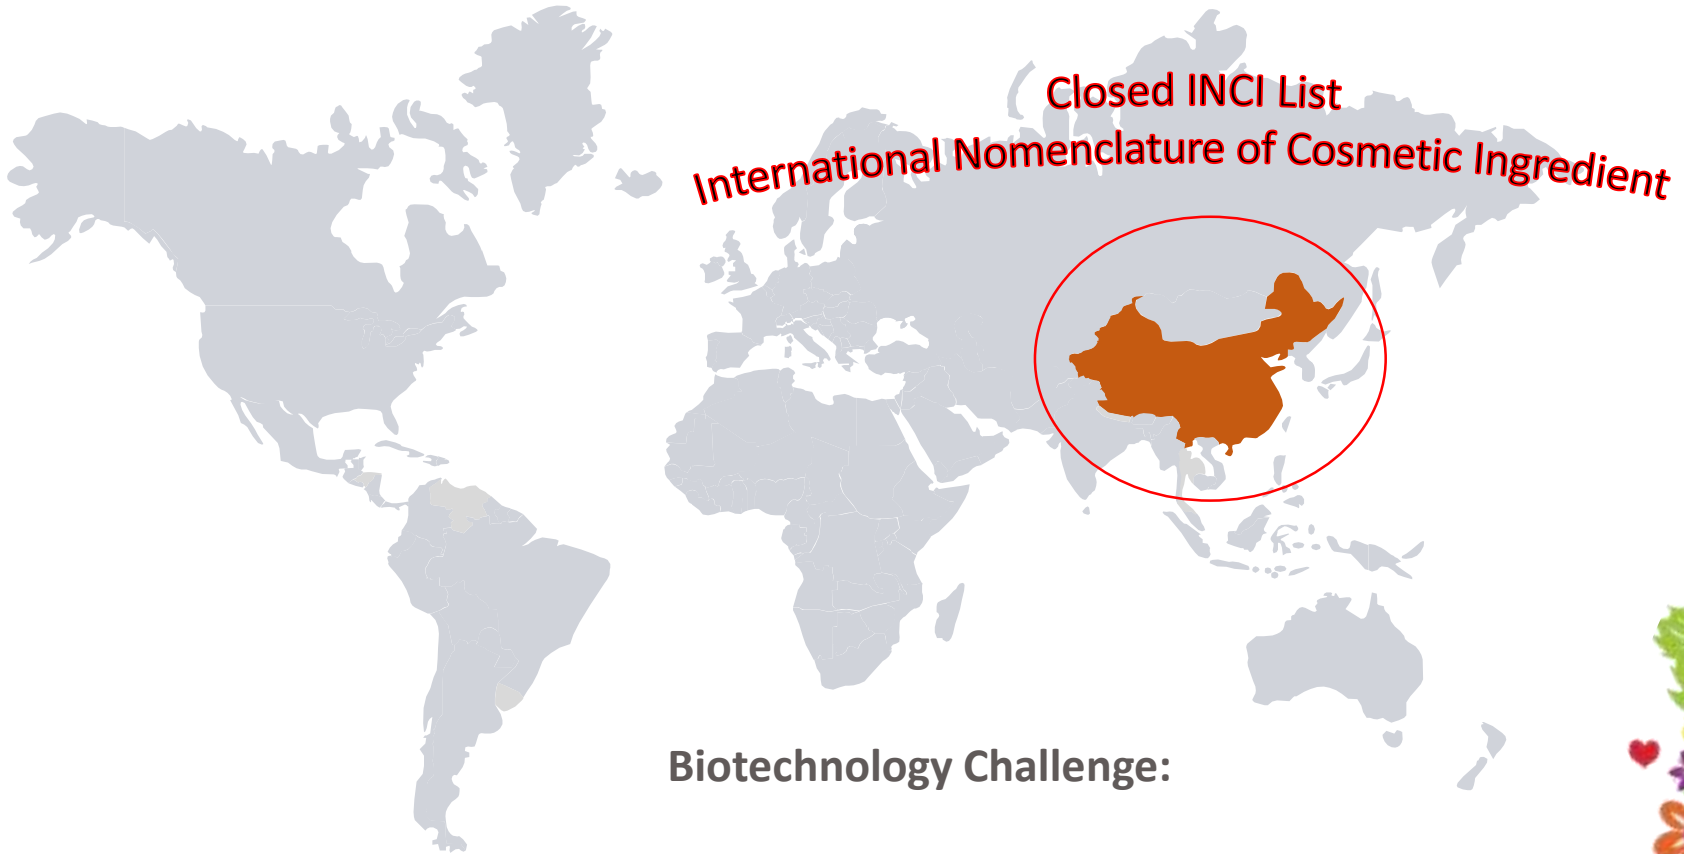 Closed INCI List
International Nomenclature of Cosmetic Ingredient
Biotechnology Challenge: